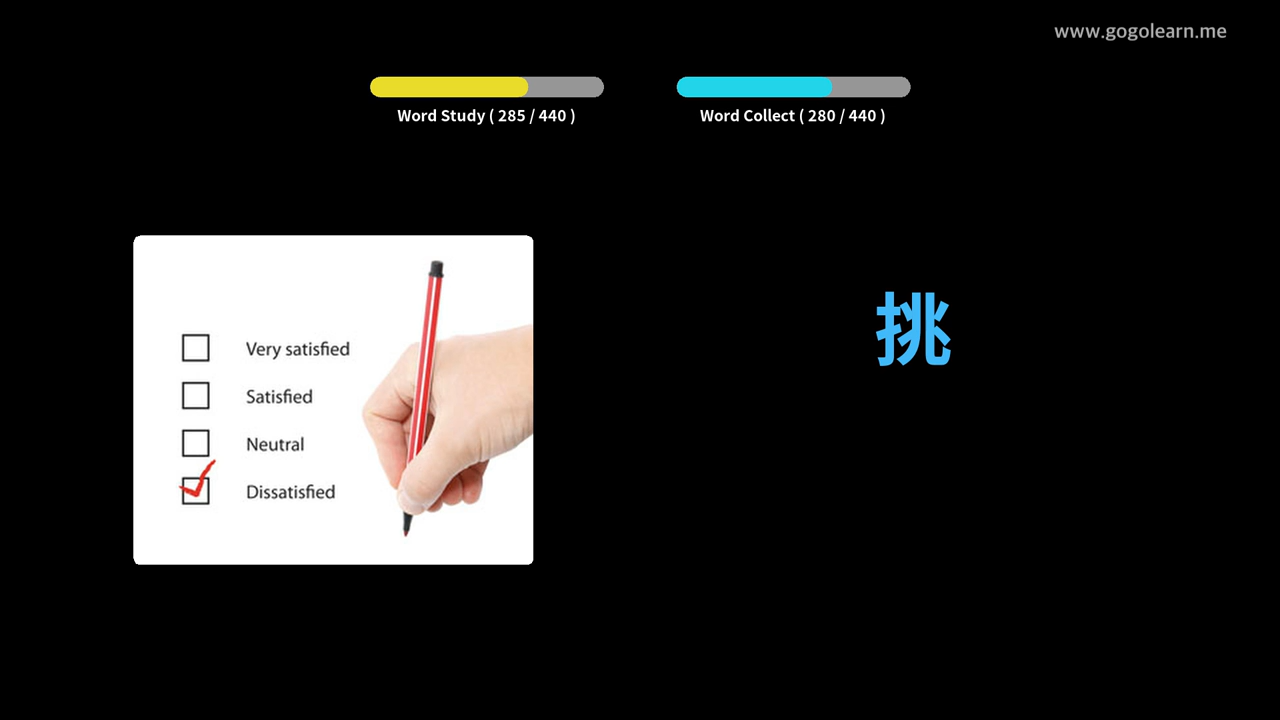 www.gogolearn.me
Word Study ( 285 / 440 )
Word Collect ( 280 / 440 )
挑
Very satisfied
Satisfied
Neutral
Dissatisfied